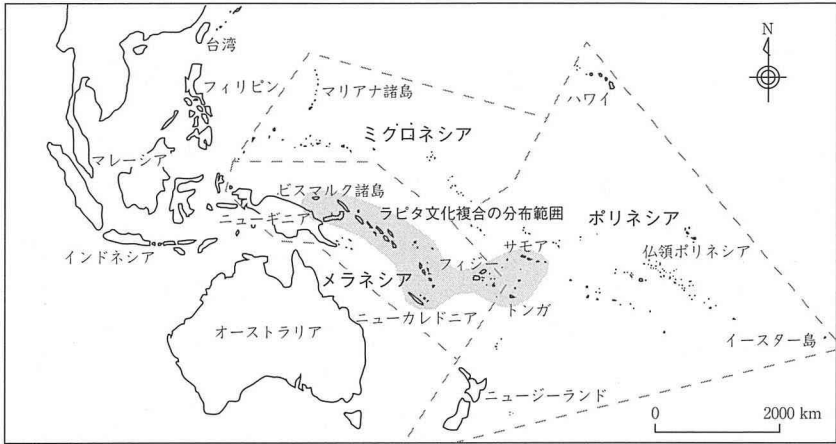 台湾
N
フィリピン
マリアナ諸島
ハワイ
ミクロネシア
マレーシア
ビスマルク諸島
ラピタ文化複合の分布範囲
ニューギニア
ポリネシア
サモア
仏領ポリネシア
インドネシア
フィジー
メラネシア
トンガ
ニューカレドニア
オーストラリア
イースター島
ニュージーランド
0 2000 km